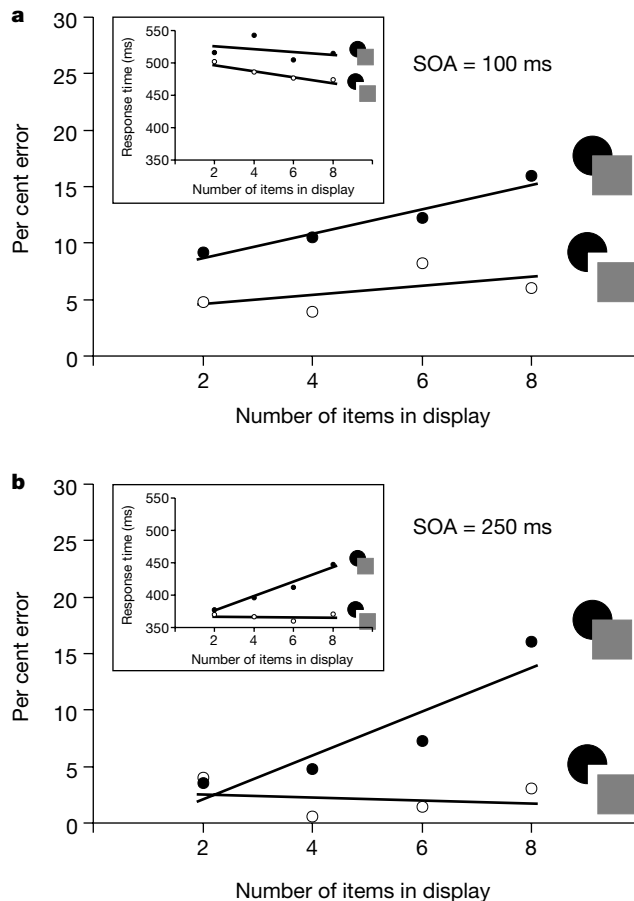 a
SOA = 100 ms
Per cent error
30
25
20
15
10
5
0
2 4 6 8
Number of items in display
Response time (ms)
550
500
450
400
350
2 4 6 8
Number of items in display
b
SOA = 250 ms
Per cent error
30
25
20
15
10
5
0
2 4 6 8
Number of items in display
Response time (ms)
550
500
450
400
350
2 4 6 8
Number of items in display